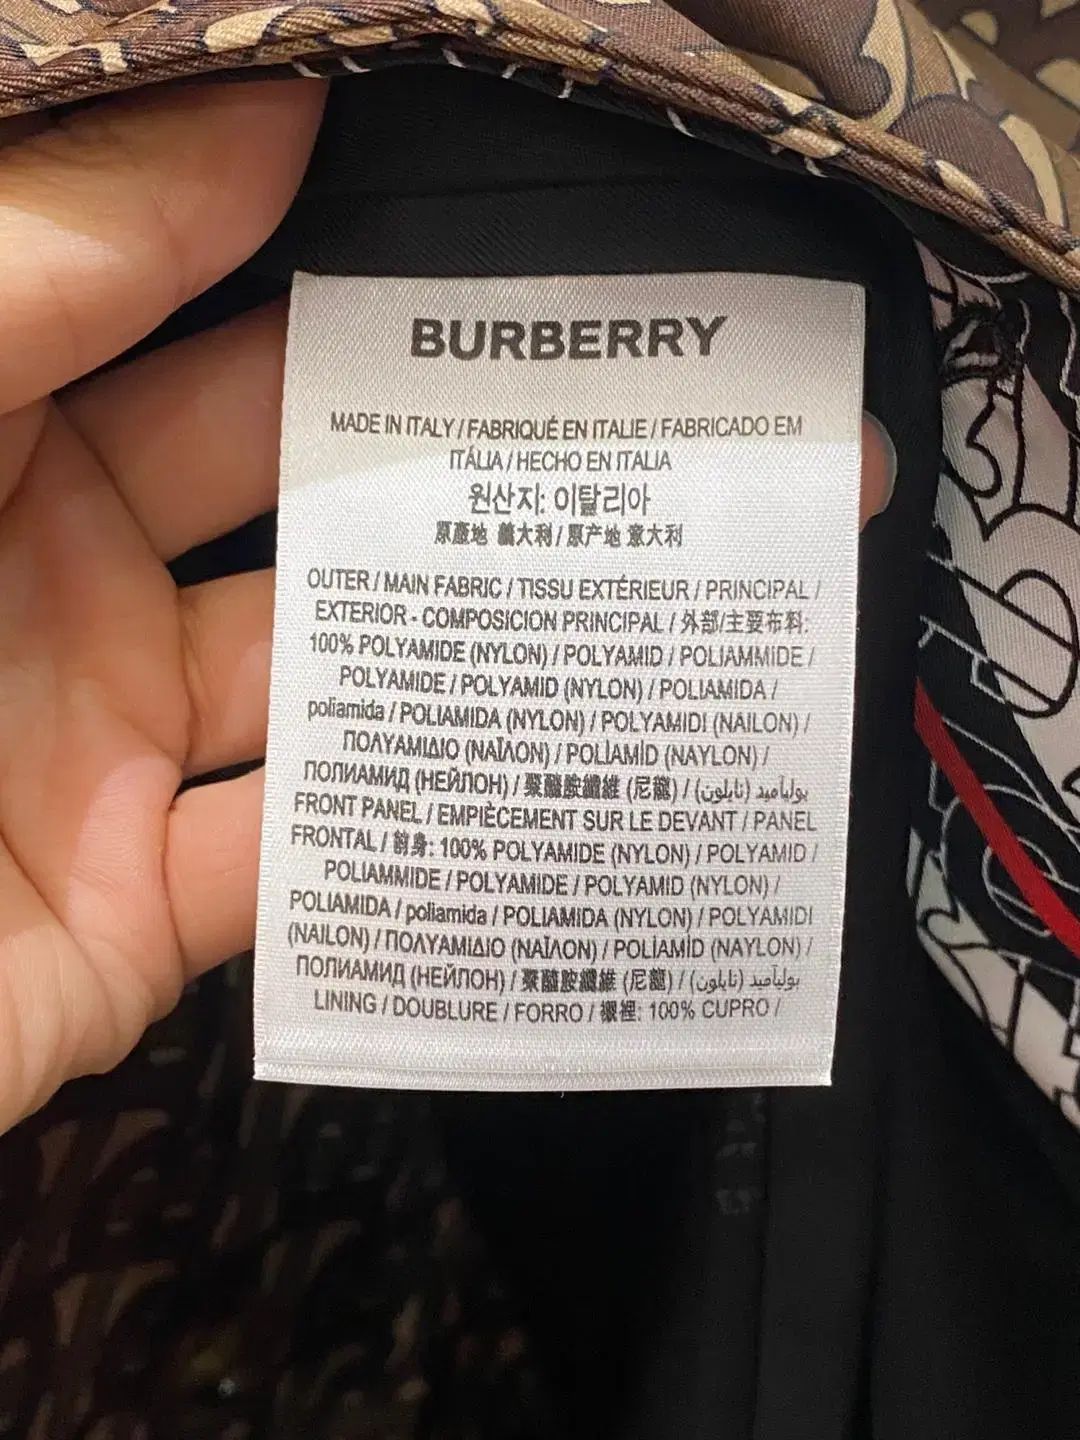 BURBERRY
MADE IN ITALY / FABRIQUÉ EN ITALIE / FABRICADO EM
ITÁLIA / HECHO EN ITALIA
원산지: 이탈리아
原產地 義大利 / 原产地 意大利
OUTER / MAIN FABRIC / TISSU EXTÉRIEUR / PRINCIPAL /
EXTERIOR - COMPOSICION PRINCIPAL / 外部/主要布料:
100% POLYAMIDE (NYLON) / POLYAMID / POLIAMMIDE /
POLYAMIDE / POLYAMID (NYLON) / POLIAMIDA /
poliamida / POLIAMIDA (NYLON) / POLYAMIDI (NAILON) /
ΠΟΛΥΑΜΙΔΙΟ (ΝΑΪΛΟΝ) / POLİAMİD (NAYLON) /
ПОЛИАМИД (НЕЙЛОН) / 聚醯胺纖維 (尼龍) / بوليآميد (نايلون) /
FRONT PANEL / EMPIÈCEMENT SUR LE DEVANT / PANEL
FRONTAL / 前身: 100% POLYAMIDE (NYLON) / POLYAMID /
POLIAMMIDE / POLYAMIDE / POLYAMID (NYLON) /
POLIAMIDA / poliamida / POLIAMIDA (NYLON) / POLYAMIDI
(NAILON) / ΠΟΛΥΑΜΙΔΙΟ (ΝΑΪΛΟΝ) / POLİAMİD (NAYLON) /
ПОЛИАМИД (НЕЙЛОН) / 聚醯胺纖維 (尼龍) / بوليآميد (نايلون) /
LINING / DOUBLURE / FORRO / 襯裡: 100% CUPRO /